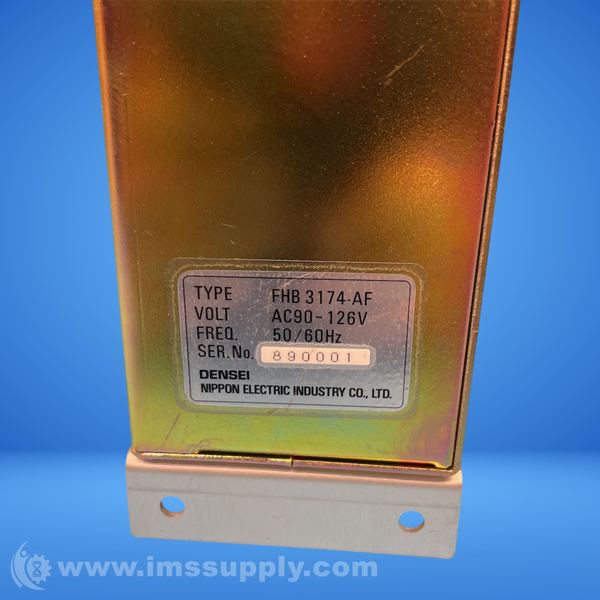 TYPE FHB 3174-AF
VOLT AC90-126V
FREQ. 50/60Hz
SER.No. 890001
DENSEI
NIPPON ELECTRIC INDUSTRY CO., LTD.
www.imssupply.com